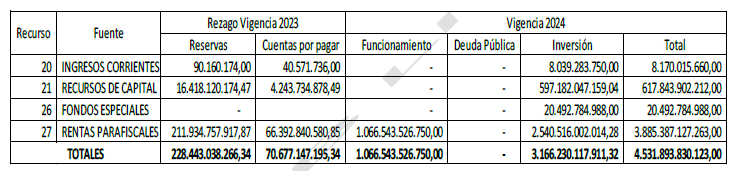 Recurso Fuente Rezago Vigencia 2023 Vigencia 2024
Reservas Cuentas por pagar Funcionamiento Deuda Pública Inversión Total
20 INGRESOS CORRIENTES 90.160.174,00 40.571.736,00 - - 8.039.283.750,00 8.170.015.660,00
21 RECURSOS DE CAPITAL 16.418.120.174,47 4.243.734.878,49 - - 597.182.047.159,04 617.843.902.212,00
26 FONDOS ESPECIALES - - - 20.492.784.988,00 20.492.784.988,00
27 RENTAS PARAFISCALES 211.934.757.917,87 66.392.840.580,85 1.066.543.526.750,00 - 2.540.516.002.014,28 3.885.387.127.263,00
TOTALES 228.443.038.266,34 70.677.147.195,34 1.066.543.526.750,00 - 3.166.230.117.911,32 4.531.893.830.123,00